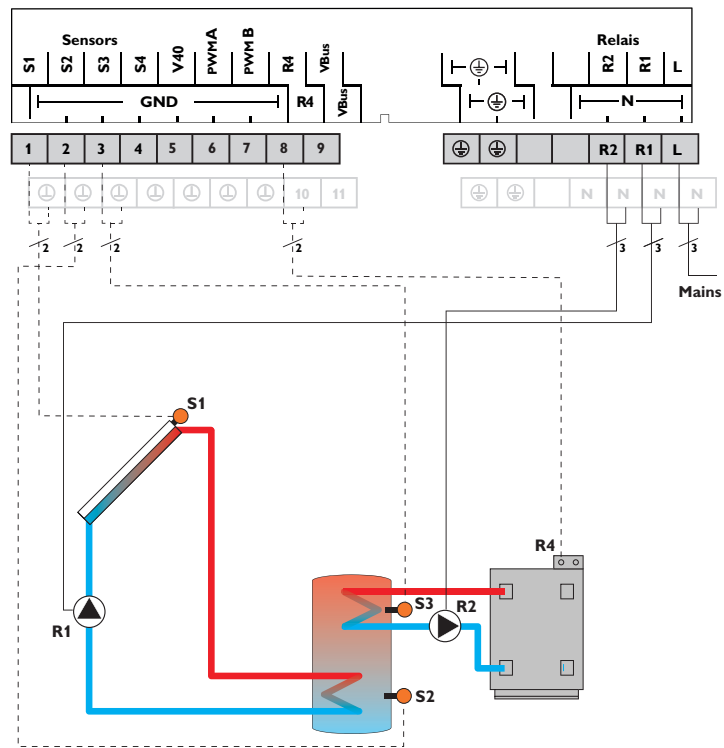 Sensors
Relais
S1 S2 S3 S4 V40 PWM A PWM B R4 VBus
R2 R1 L
GND R4 VBus
N
1 2 3 4 5 6 7 8 9
R2 R1 L
10 11
N N N N
2 2 2 2
3 3 3
Mains
S1
R4
S3 R2
R1
S2